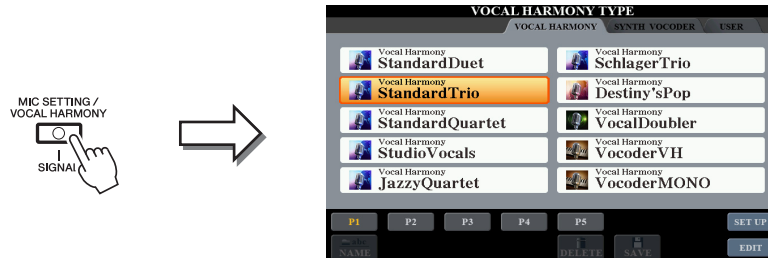 MIC SETTING /
VOCAL HARMONY
SIGNAL
VOCAL HARMONY TYPE
VOCAL HARMONY SYNTH VOCODER USER
Vocal Harmony
StandardDuet
Vocal Harmony
SchlagerTrio
Vocal Harmony
StandardTrio
Vocal Harmony
Destiny'sPop
Vocal Harmony
StandardQuartet
Vocal Harmony
VocalDoubler
Vocal Harmony
StudioVocals
Vocal Harmony
VocoderVH
Vocal Harmony
JazzyQuartet
Vocal Harmony
VocoderMONO
P1 P2 P3 P4 P5 SET UP
NAME DELETE SAVE EDIT